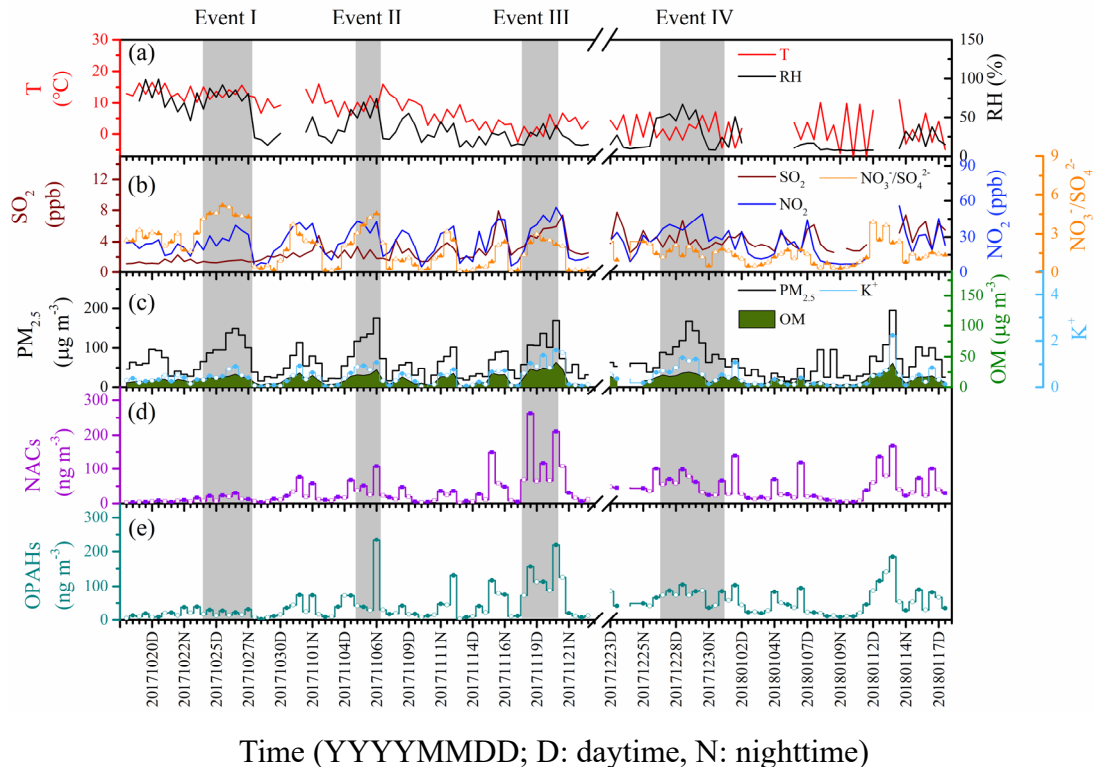 Event I Event II Event III Event IV
(a)
T
(℃)
30
20
10
0
T
RH
150
100
50
0
RH (%)
(b)
SO2
(ppb)
12
8
4
0
SO2
NO2
NO3-/SO42-
90
60
30
0
NO2 (ppb)
9
6
3
0
NO3-/SO42-
(c)
PM2.5
(μg m-3)
200
100
0
PM2.5
K+
OM
150
100
50
0
OM (μg m-3)
4
2
0
K+
(d)
NACs
(ng m-3)
300
250
100
50
0
(e)
OPAHs
(ng m-3)
300
250
100
50
0
20171020D
20171022N
20171025D
20171027N
20171030D
20171101N
20171104D
20171106N
20171109D
20171111N
20171114D
20171116N
20171119D
20171121N
20171223D
20171225N
20171228D
20171230N
20180102D
20180104N
20180107D
20180109N
20180112D
20180114N
20180117D
Time (YYYYMMDD; D: daytime, N: nighttime)